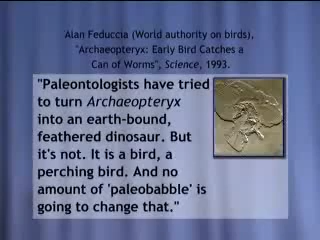 Alan Feduccia (World authority on birds),
"Archaeopteryx: Early Bird Catches a
Can of Worms", Science, 1993.
"Paleontologists have tried
to turn Archaeopteryx
into an earth-bound,
feathered dinosaur. But
it's not. It is a bird, a
perching bird. And no
amount of 'paleobabble' is
going to change that."